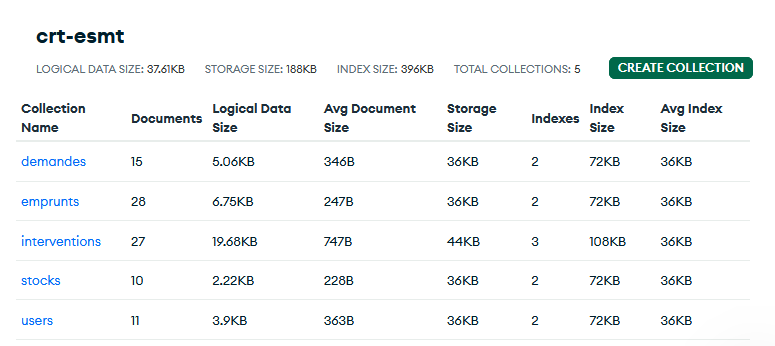 crt-esmt
LOGICAL DATA SIZE: 37.61KB STORAGE SIZE: 188KB INDEX SIZE: 396KB TOTAL COLLECTIONS: 5 CREATE COLLECTION
Collection Name Documents Logical Data Size Avg Document Size Storage Size Indexes Index Size Avg Index Size
demandes 15 5.06KB 346B 36KB 2 72KB 36KB
emprunts 28 6.75KB 247B 36KB 2 72KB 36KB
interventions 27 19.68KB 747B 44KB 3 108KB 36KB
stocks 10 2.22KB 228B 36KB 2 72KB 36KB
users 11 3.9KB 363B 36KB 2 72KB 36KB